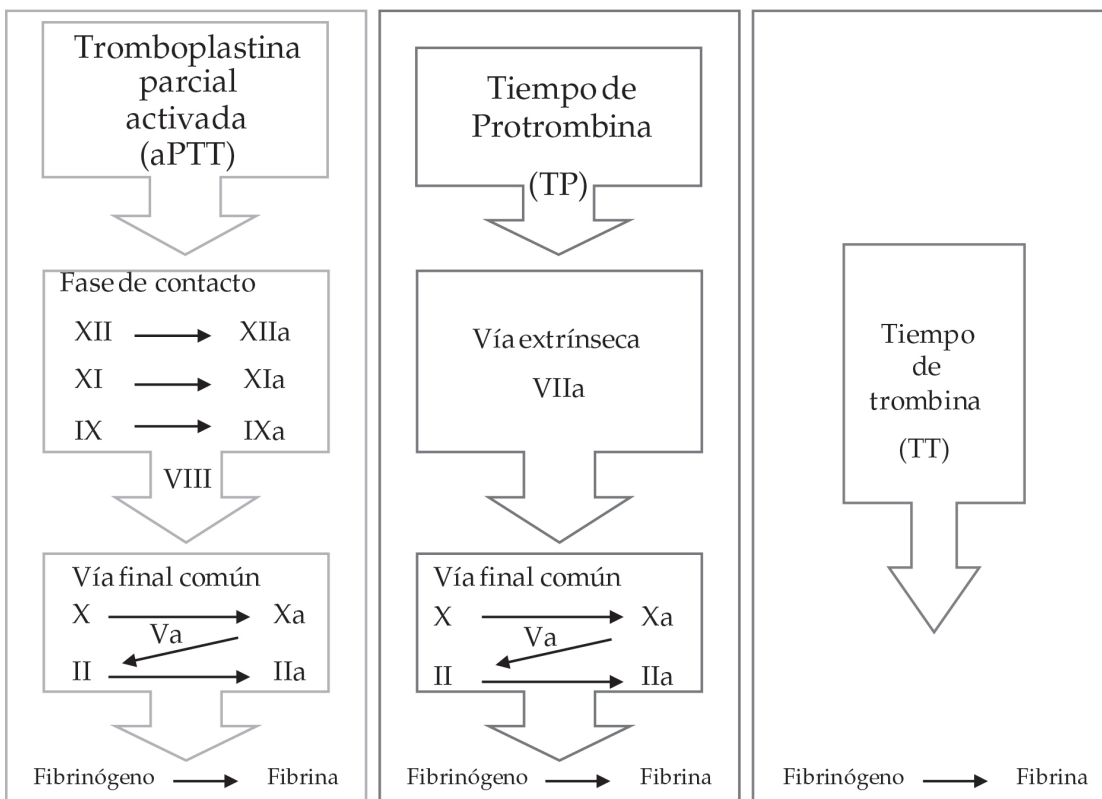 Tromboplastina
parcial
activada
(aPTT)
Fase de contacto
XII XIIa
XI XIa
IX IXa
VIII
Vía final común
X Xa
Va
II IIa
Fibrinógeno Fibrina
Tiempo de
Protrombina
(TP)
Vía extrínseca
VIIa
Vía final común
X Xa
Va
II IIa
Fibrinógeno Fibrina
Tiempo
de
trombina
(TT)
Fibrinógeno Fibrina